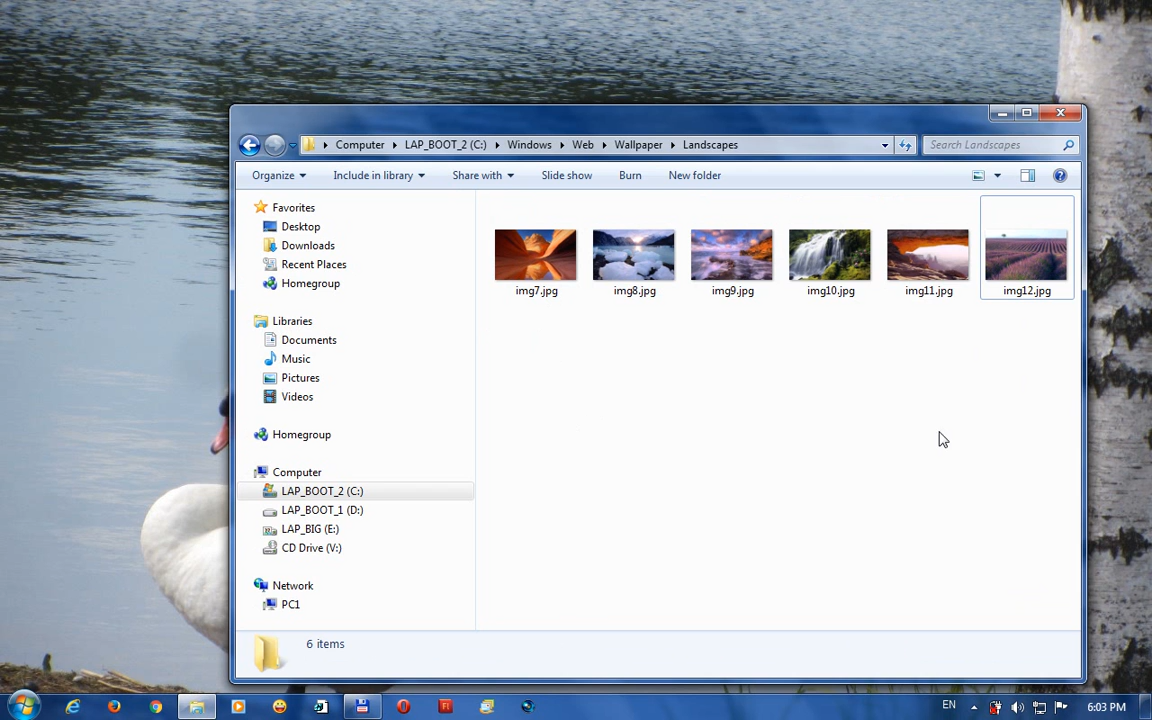 Computer LAP_BOOT_2 (C:) Windows Web Wallpaper Landscapes Search Landscapes
Organize Include in library Share with Slide show Burn New folder
Favorites
Desktop
Downloads
Recent Places
Homegroup
Libraries
Documents
Music
Pictures
Videos
Homegroup
Computer
LAP_BOOT_2 (C:)
LAP_BOOT_1 (D:)
LAP_BIG (E:)
CD Drive (V:)
Network
PC1
img7.jpg img8.jpg img9.jpg img10.jpg img11.jpg img12.jpg
6 items
EN 6:03 PM